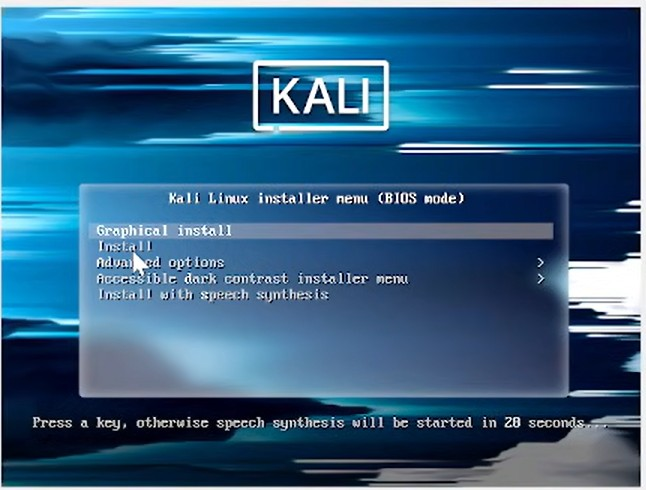 KALI
Kali Linux installer menu (BIOS mode)
Graphical install
Install
Advanced options >
Accessible dark contrast installer menu >
Install with speech synthesis
Press a key, otherwise speech synthesis will be started in 20 seconds...